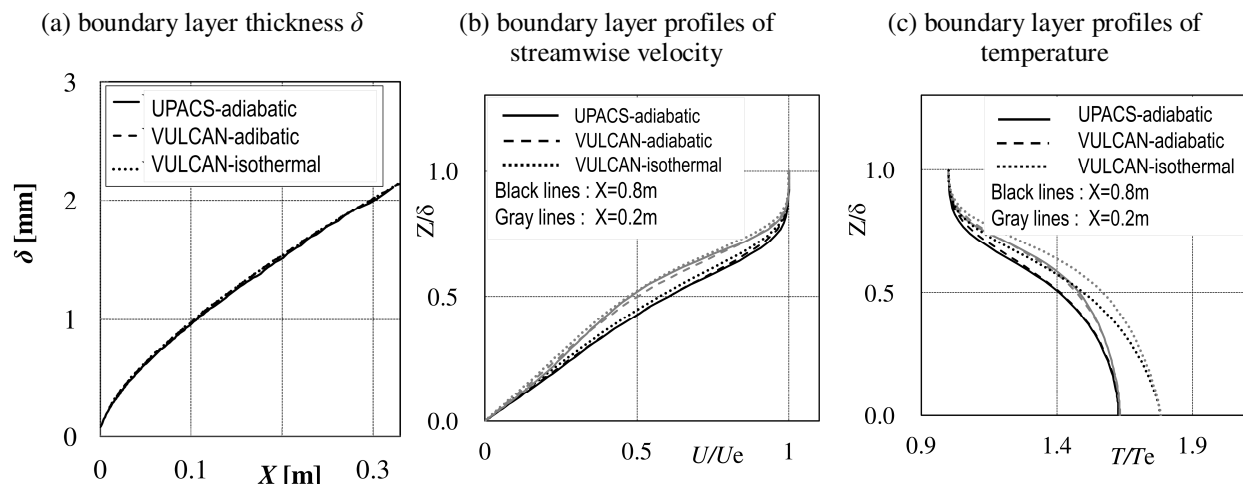 (a) boundary layer thickness δ
3
2
1
0
δ [mm]
UPACS-adiabatic
VULCAN-adibatic
VULCAN-isothermal
0
0.1
0.2
0.3
X [m]
(b) boundary layer profiles of
streamwise velocity
UPACS-adiabatic
VULCAN-adiabatic
VULCAN-isothermal
Black lines : X=0.8m
Gray lines : X=0.2m
1.0
0.5
0.0
Z/δ
0
0.5
U/Ue
1
(c) boundary layer profiles of
temperature
UPACS-adiabatic
VULCAN-adiabatic
VULCAN-isothermal
Black lines : X=0.8m
Gray lines : X=0.2m
1.0
0.5
0.0
Z/δ
0.9
1.4
T/Te
1.9